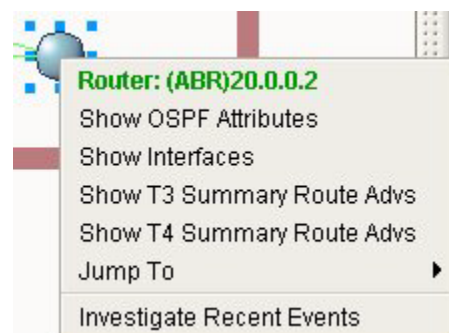 Router: (ABR)20.0.0.2
Show OSPF Attributes
Show Interfaces
Show T3 Summary Route Advs
Show T4 Summary Route Advs
Jump To
Investigate Recent Events